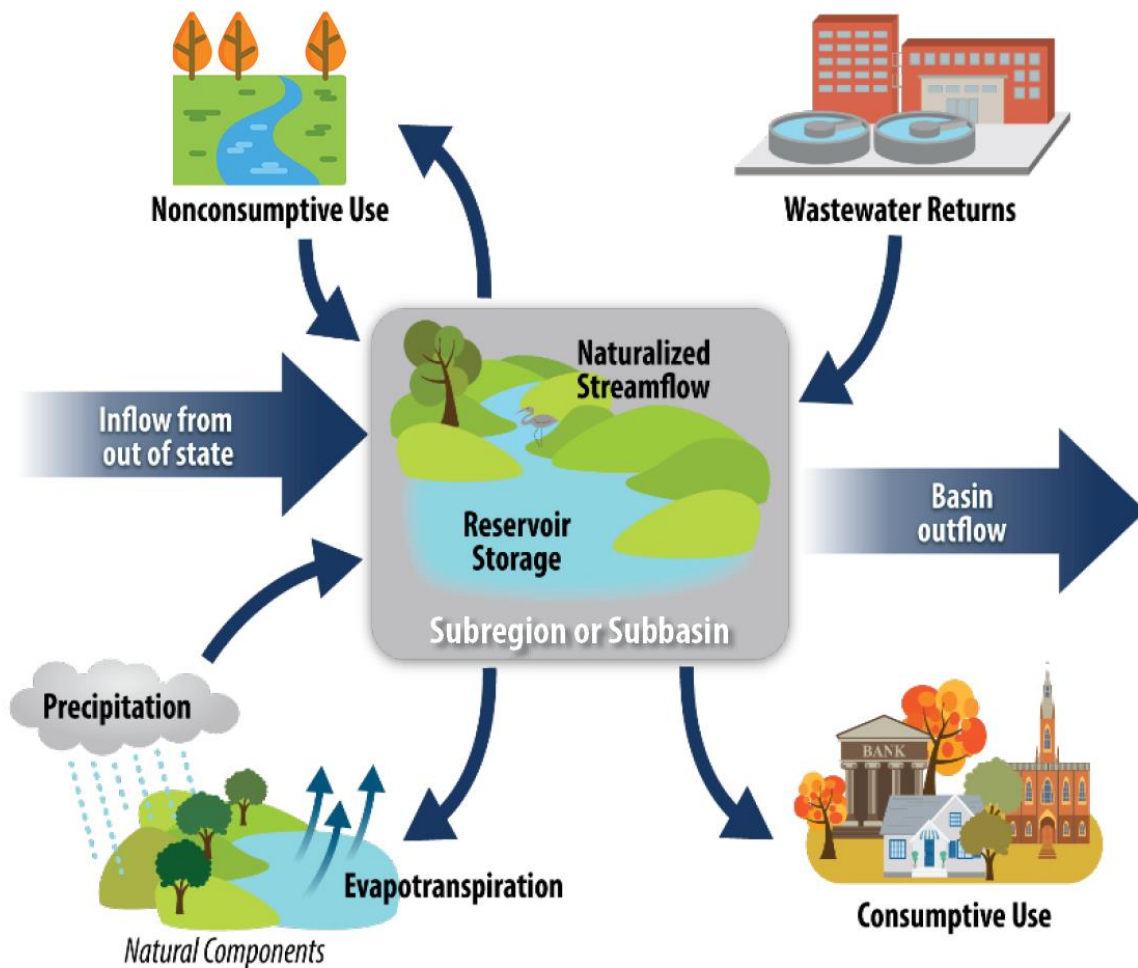 Nonconsumptive Use
Wastewater Returns
Naturalized
Streamflow
Inflow from
out of state
Reservoir
Storage
Basin
outflow
Subregion or Subbasin
Precipitation
BANK
Evapotranspiration
Natural Components
Consumptive Use